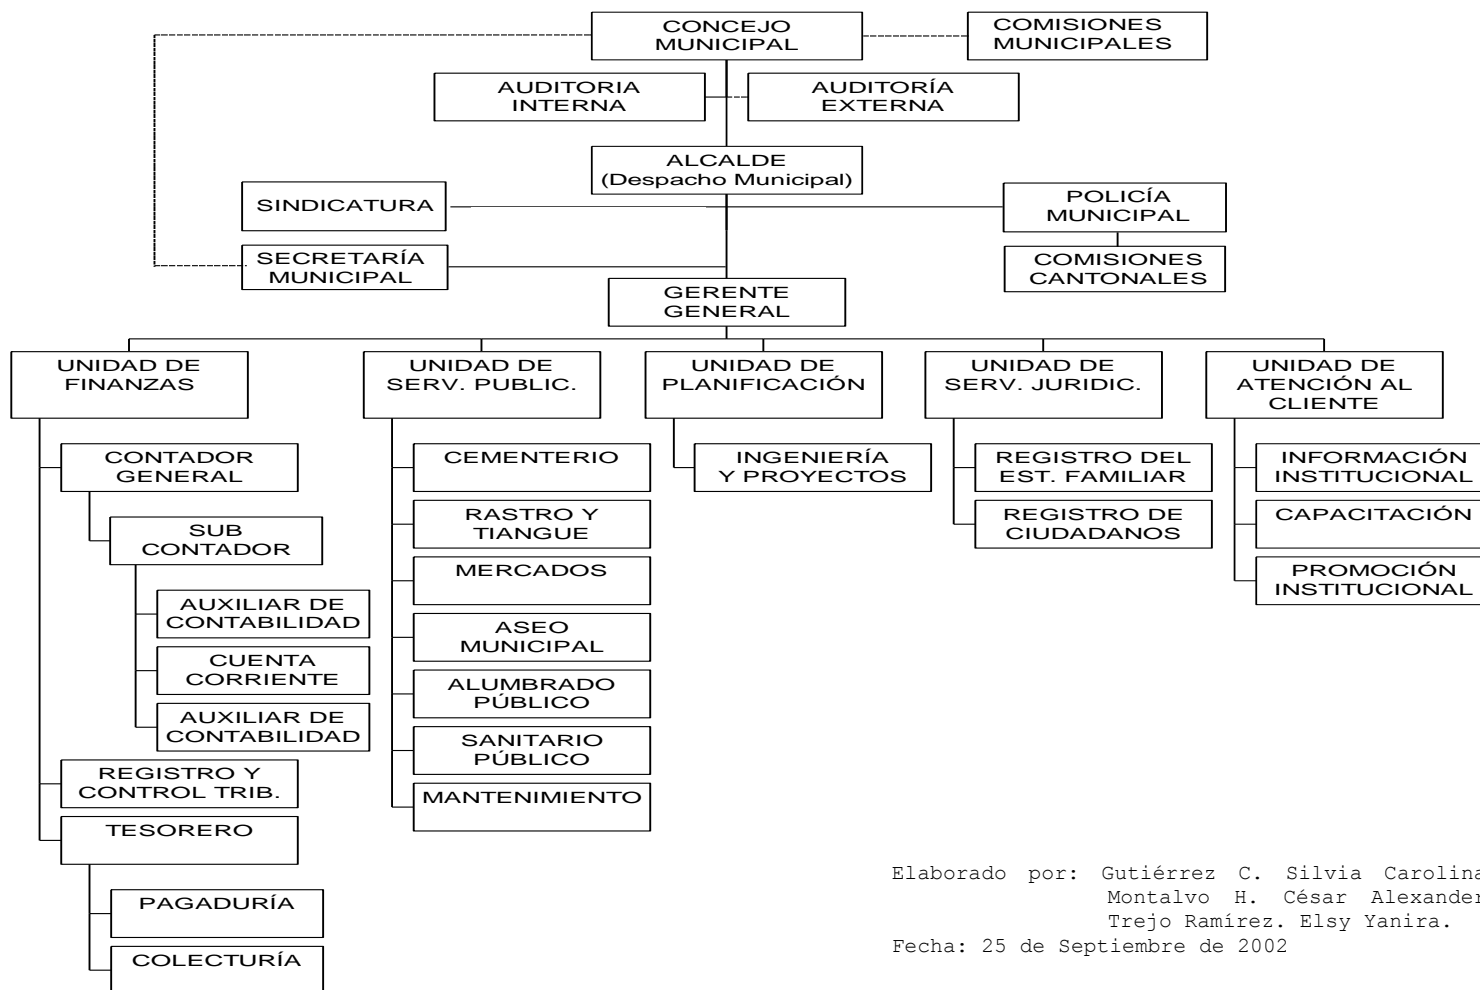 CONCEJO
MUNICIPAL
COMISIONES
MUNICIPALES
AUDITORIA
INTERNA
AUDITORÍA
EXTERNA
ALCALDE
(Despacho Municipal)
SINDICATURA
POLICÍA
MUNICIPAL
SECRETARÍA
MUNICIPAL
COMISIONES
CANTONALES
GERENTE
GENERAL
UNIDAD DE
FINANZAS
CONTADOR
GENERAL
SUB
CONTADOR
AUXILIAR DE
CONTABILIDAD
CUENTA
CORRIENTE
AUXILIAR DE
CONTABILIDAD
REGISTRO Y
CONTROL TRIB.
TESORERO
PAGADURÍA
COLECTURÍA
UNIDAD DE
SERV. PUBLIC.
CEMENTERIO
RASTRO Y
TIANGUE
MERCADOS
ASEO
MUNICIPAL
ALUMBRADO
PÚBLICO
SANITARIO
PÚBLICO
MANTENIMIENTO
UNIDAD DE
PLANIFICACIÓN
INGENIERÍA
Y PROYECTOS
UNIDAD DE
SERV. JURIDIC.
REGISTRO DEL
EST. FAMILIAR
REGISTRO DE
CIUDADANOS
UNIDAD DE
ATENCIÓN AL
CLIENTE
INFORMACIÓN
INSTITUCIONAL
CAPACITACIÓN
PROMOCIÓN
INSTITUCIONAL
Elaborado por: Gutiérrez C. Silvia Carolina
Montalvo H. César Alexander
Trejo Ramírez. Elsy Yanira.
Fecha: 25 de Septiembre de 2002